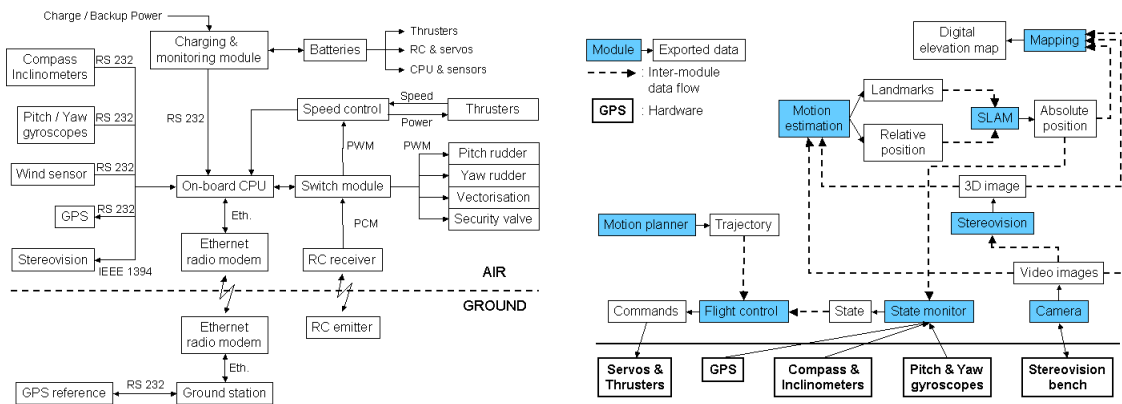 Charge / Backup Power
Charging &
monitoring module
Batteries
Thrusters
RC & servos
CPU & sensors
Compass
Inclinometers
RS 232
Pitch / Yaw
gyroscopes
RS 232
Wind sensor
RS 232
GPS
RS 232
Stereovision
IEEE 1394
RS 232
Speed control
Speed
Power
Thrusters
PWM
PWM
On-board CPU
Switch module
Pitch rudder
Yaw rudder
Vectorisation
Security valve
Eth.
PCM
Ethernet
radio modem
RC receiver
AIR
GROUND
Ethernet
radio modem
RC emitter
Eth.
GPS reference
RS 232
Ground station
Module
Exported data
: Inter-module
data flow
GPS
: Hardware
Digital
elevation map
Mapping
Motion
estimation
Landmarks
Relative
position
SLAM
Absolute
position
3D image
Stereovision
Motion planner
Trajectory
Video images
Commands
Flight control
State
State monitor
Camera
Servos &
Thrusters
GPS
Compass &
Inclinometers
Pitch & Yaw
gyroscopes
Stereovision
bench